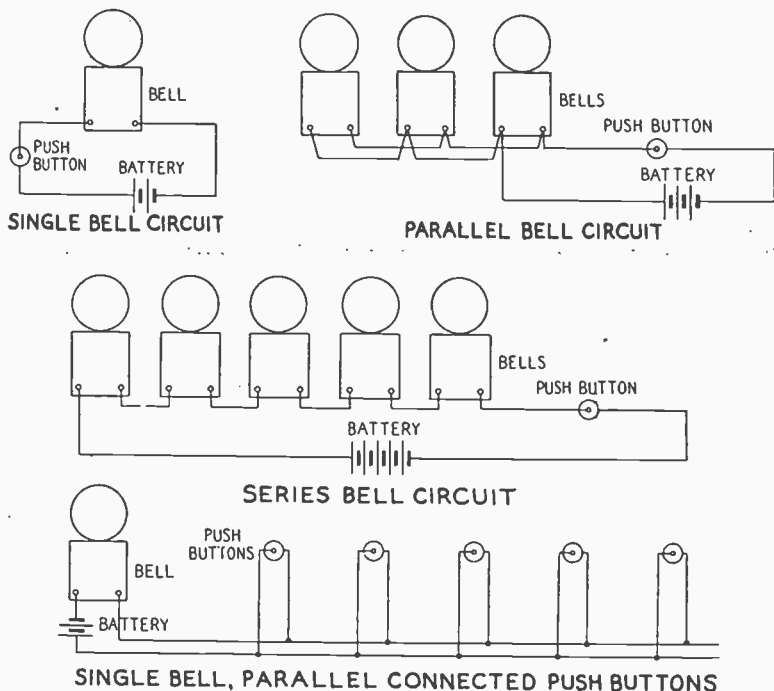 BELL
PUSH
BUTTON
BATTERY
SINGLE BELL CIRCUIT
BELLS
PUSH BUTTON
BATTERY
PARALLEL BELL CIRCUIT
BELLS
PUSH BUTTON
BATTERY
SERIES BELL CIRCUIT
PUSH
BUTTONS
BELL
BATTERY
SINGLE BELL, PARALLEL CONNECTED PUSH BUTTONS